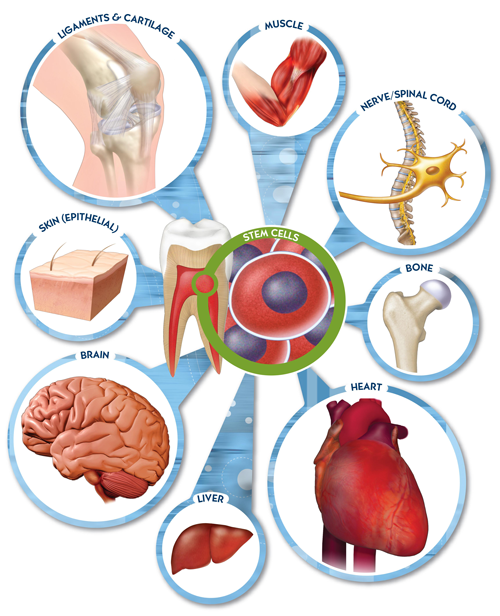 LIGAMENTS & CARTILAGE
MUSCLE
NERVE/SPINAL CORD
SKIN (EPITHELIAL)
STEM CELLS
BONE
BRAIN
HEART
LIVER